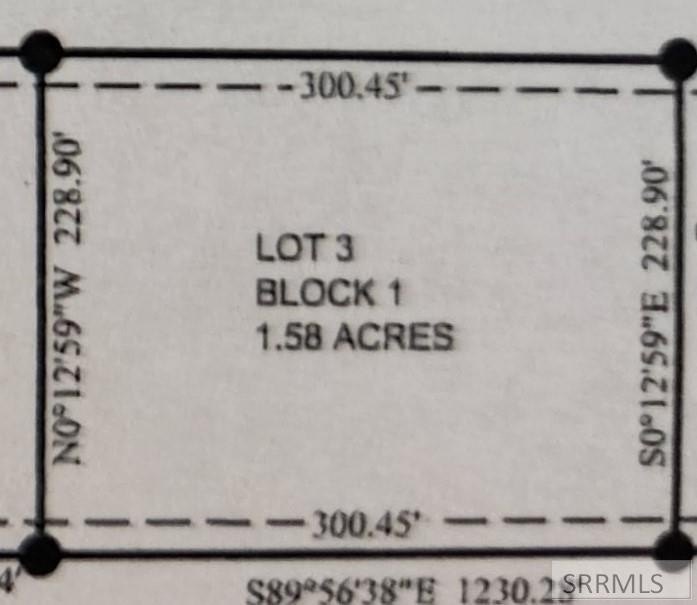 300.45'
N0°12'59"W 228.90'
LOT 3
BLOCK 1
1.58 ACRES
S0°12'59"E 228.90'
300.45'
4'
S89°56'38"E
SRRMLS